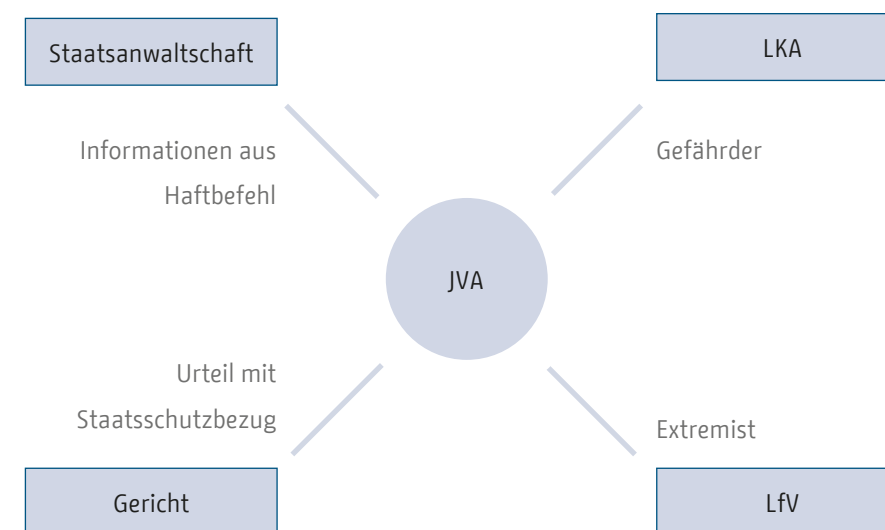 Staatsanwaltschaft
LKA
Informationen aus
Haftbefehl
Gefährder
JVA
Urteil mit
Staatsschutzbezug
Extremist
Gericht
LfV